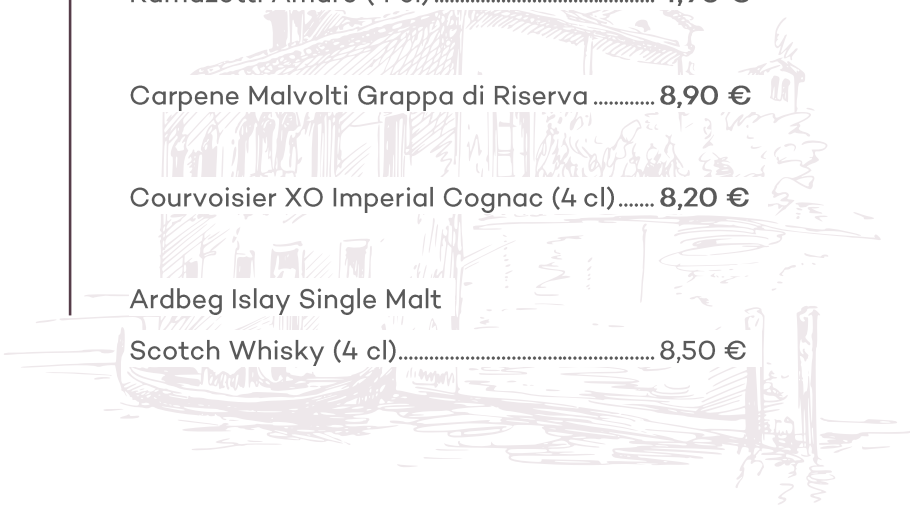 Carpene Malvolti Grappa di Riserva............ 8,90 €
Courvoisier XO Imperial Cognac (4 cl)....... 8,20 €
Ardbeg Islay Single Malt
Scotch Whisky (4 cl)................................................... 8,50 €